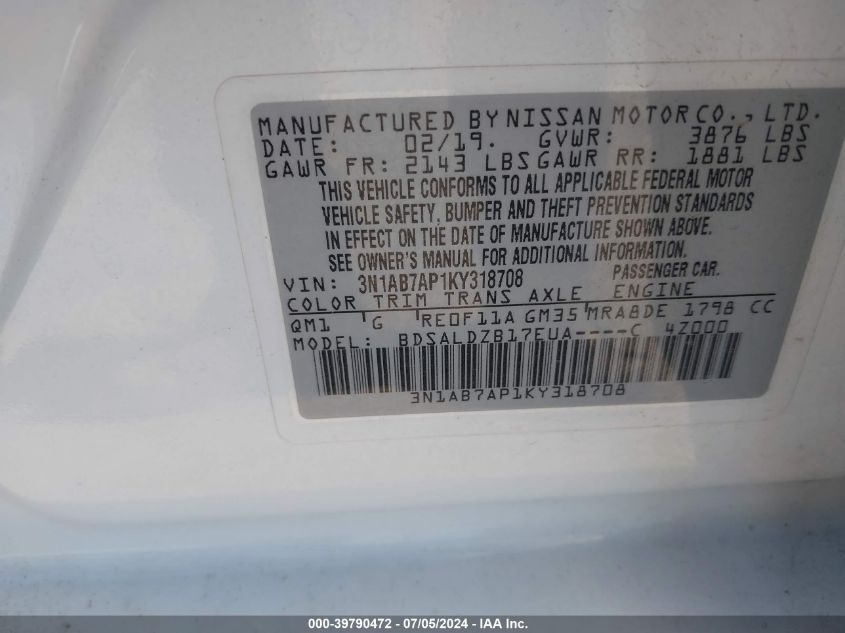 MANUFACTURED BY NISSAN MOTOR CO., LTD.
DATE: 02/19. GVWR: 3876 LBS
GAWR FR: 2143 LBS GAWR RR: 1881 LBS
THIS VEHICLE CONFORMS TO ALL APPLICABLE FEDERAL MOTOR
VEHICLE SAFETY, BUMPER AND THEFT PREVENTION STANDARDS
IN EFFECT ON THE DATE OF MANUFACTURE SHOWN ABOVE.
SEE OWNER'S MANUAL FOR ADDITIONAL INFORMATION.
VIN: 3N1AB7AP1KY318708 PASSENGER CAR.
COLOR TRIM TRANS AXLE ENGINE
QM1 G RE0F11A GM35 MRA8DE 1798 CC
MODEL: BDSALDZB17EUA----C 4Z000
3N1AB7AP1KY318708
000-39790472 - 07/05/2024 - IAA Inc.